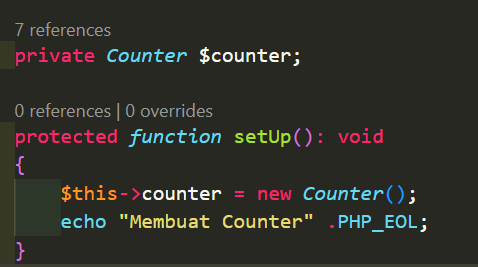 7 references
private Counter $counter;
0 references | 0 overrides
protected function setUp(): void
{
$this->counter = new Counter();
echo "Membuat Counter" .PHP_EOL;
}